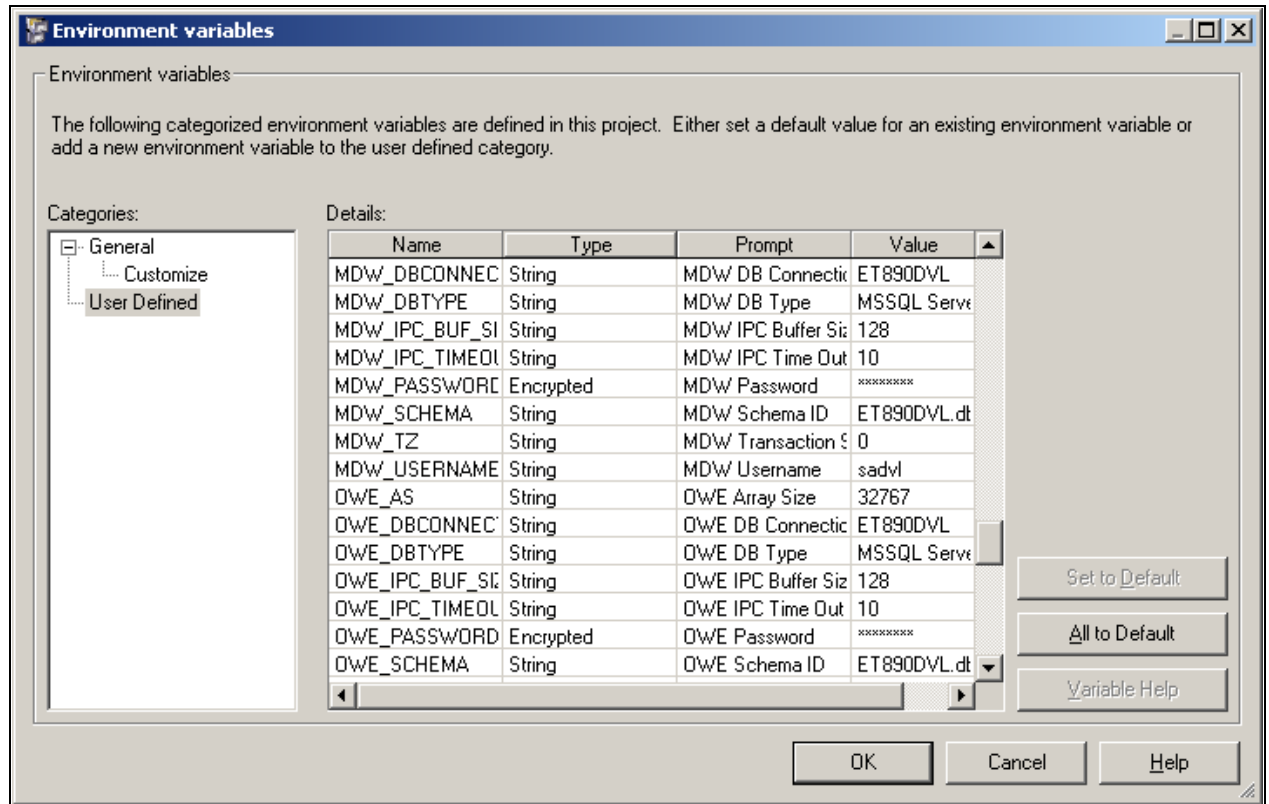 Environment variables
Environment variables
The following categorized environment variables are defined in this project. Either set a default value for an existing environment variable or
add a new environment variable to the user defined category.
Categories:
Details:
General
Customize
User Defined
Name Type Prompt Value
MDW_DBCONNEC String MDW DB Connectic ET890DVL
MDW_DBTYPE String MDW DB Type MSSQL Serve
MDW_IPC_BUF_SI String MDW IPC Buffer Siz 128
MDW_IPC_TIMEOU String MDW IPC Time Out 10
MDW_PASSWORD Encrypted MDW Password ********
MDW_SCHEMA String MDW Schema ID ET890DVL.db
MDW_TZ String MDW Transaction S 0
MDW_USERNAME String MDW Username sadvl
OWE_AS String OWE Array Size 32767
OWE_DBCONNECT String OWE DB Connectic ET890DVL
OWE_DBTYPE String OWE DB Type MSSQL Serve
OWE_IPC_BUF_SIZ String OWE IPC Buffer Siz 128
OWE_IPC_TIMEOU String OWE IPC Time Out 10
OWE_PASSWORD Encrypted OWE Password ********
OWE_SCHEMA String OWE Schema ID ET890DVL.db
Set to Default
All to Default
Variable Help
OK Cancel Help